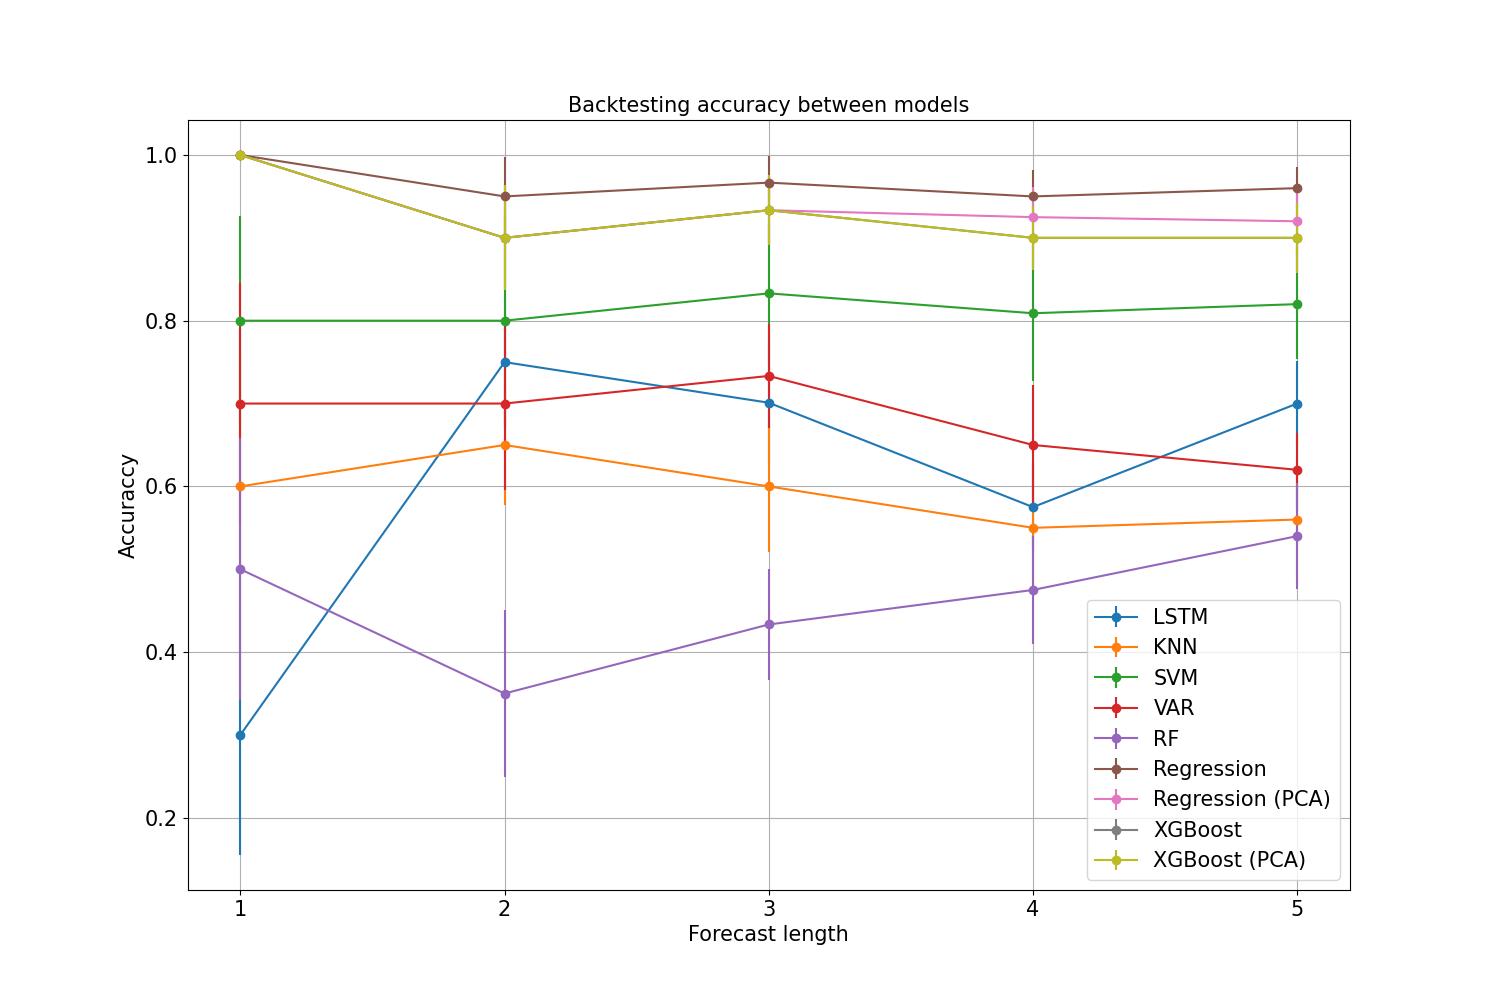 Backtesting accuracy between models
1.0
0.8
0.6
0.4
0.2
Accuraccy
1 2 3 4 5
Forecast length
LSTM
KNN
SVM
VAR
RF
Regression
Regression (PCA)
XGBoost
XGBoost (PCA)